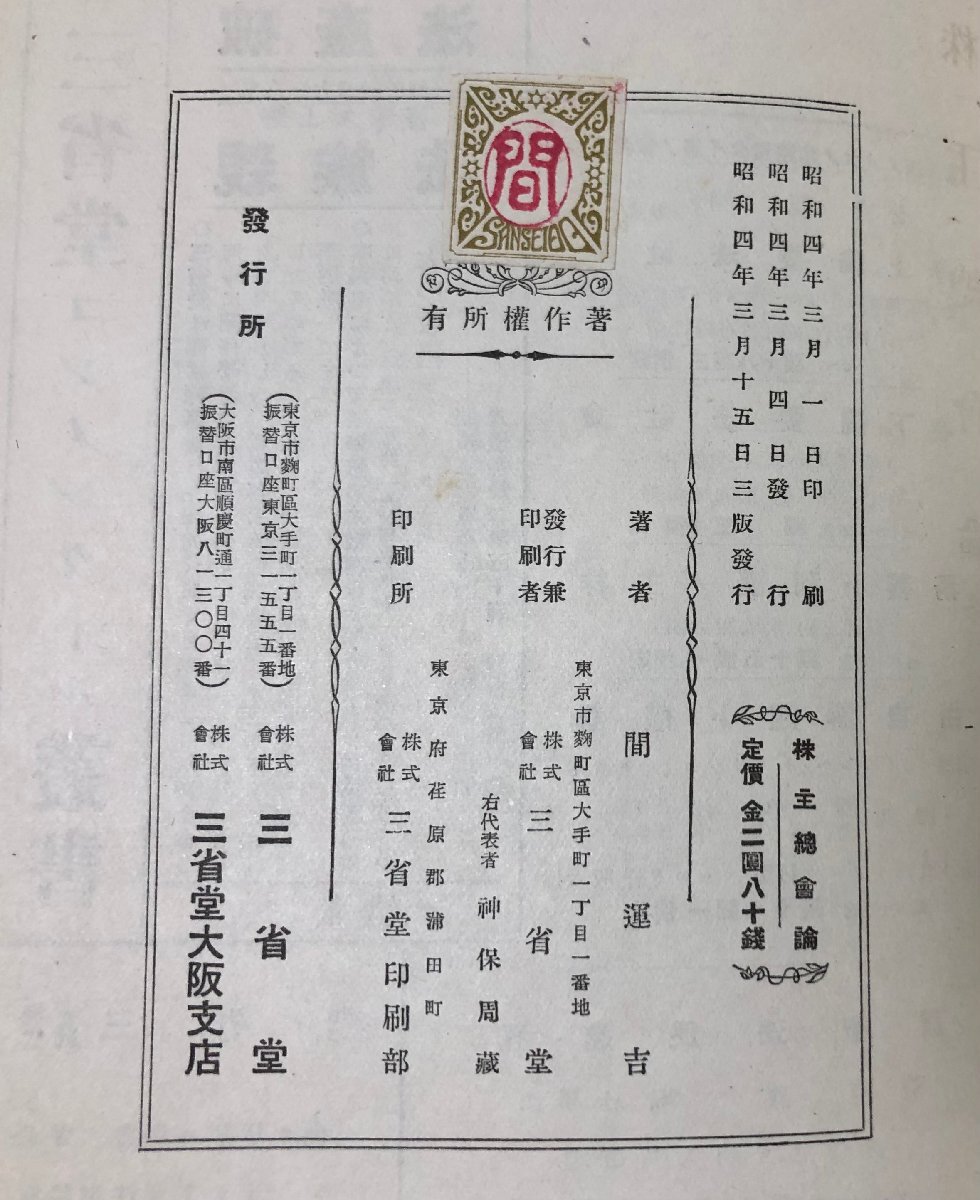 間
SANSEIDO
有所權作著
昭和四年三月一日印刷
昭和四年三月四日發行
昭和四年三月十五日三版發行
株主總會論
定價金二圓八十錢
著者 間運吉
東京市麴町區大手町一丁目一番地
發行兼印刷者 株式會社 三省堂
右代表者 神保周藏
東京府荏原郡蒲田町
印刷所 株式會社 三省堂印刷部
發行所
(東京市麴町區大手町一丁目一番地
振替口座東京三一五五五番)
株式會社 三省堂
(大阪市南區順慶町通一丁目四十一
振替口座大阪八一三〇〇番)
株式會社 三省堂大阪支店